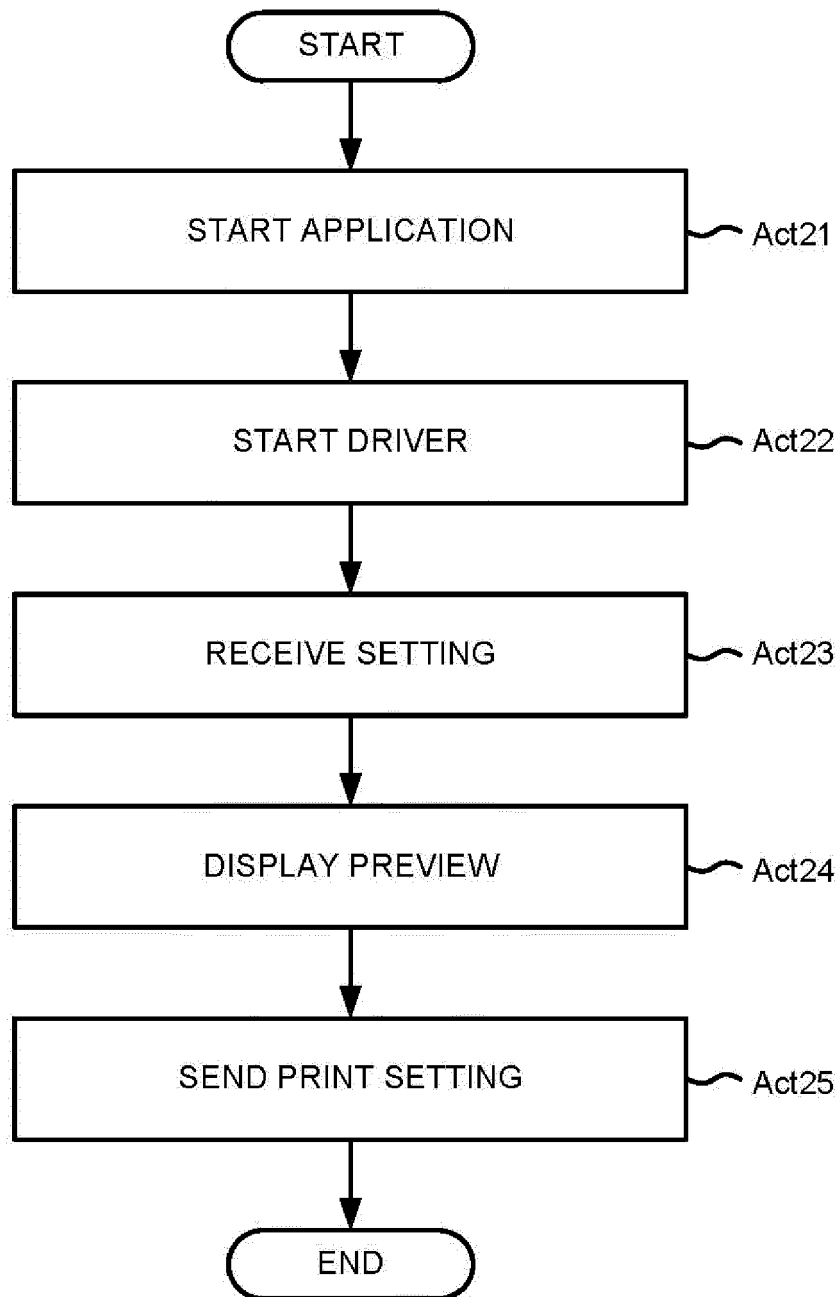 START
START APPLICATION
Act21
START DRIVER
Act22
RECEIVE SETTING
Act23
DISPLAY PREVIEW
Act24
SEND PRINT SETTING
Act25
END